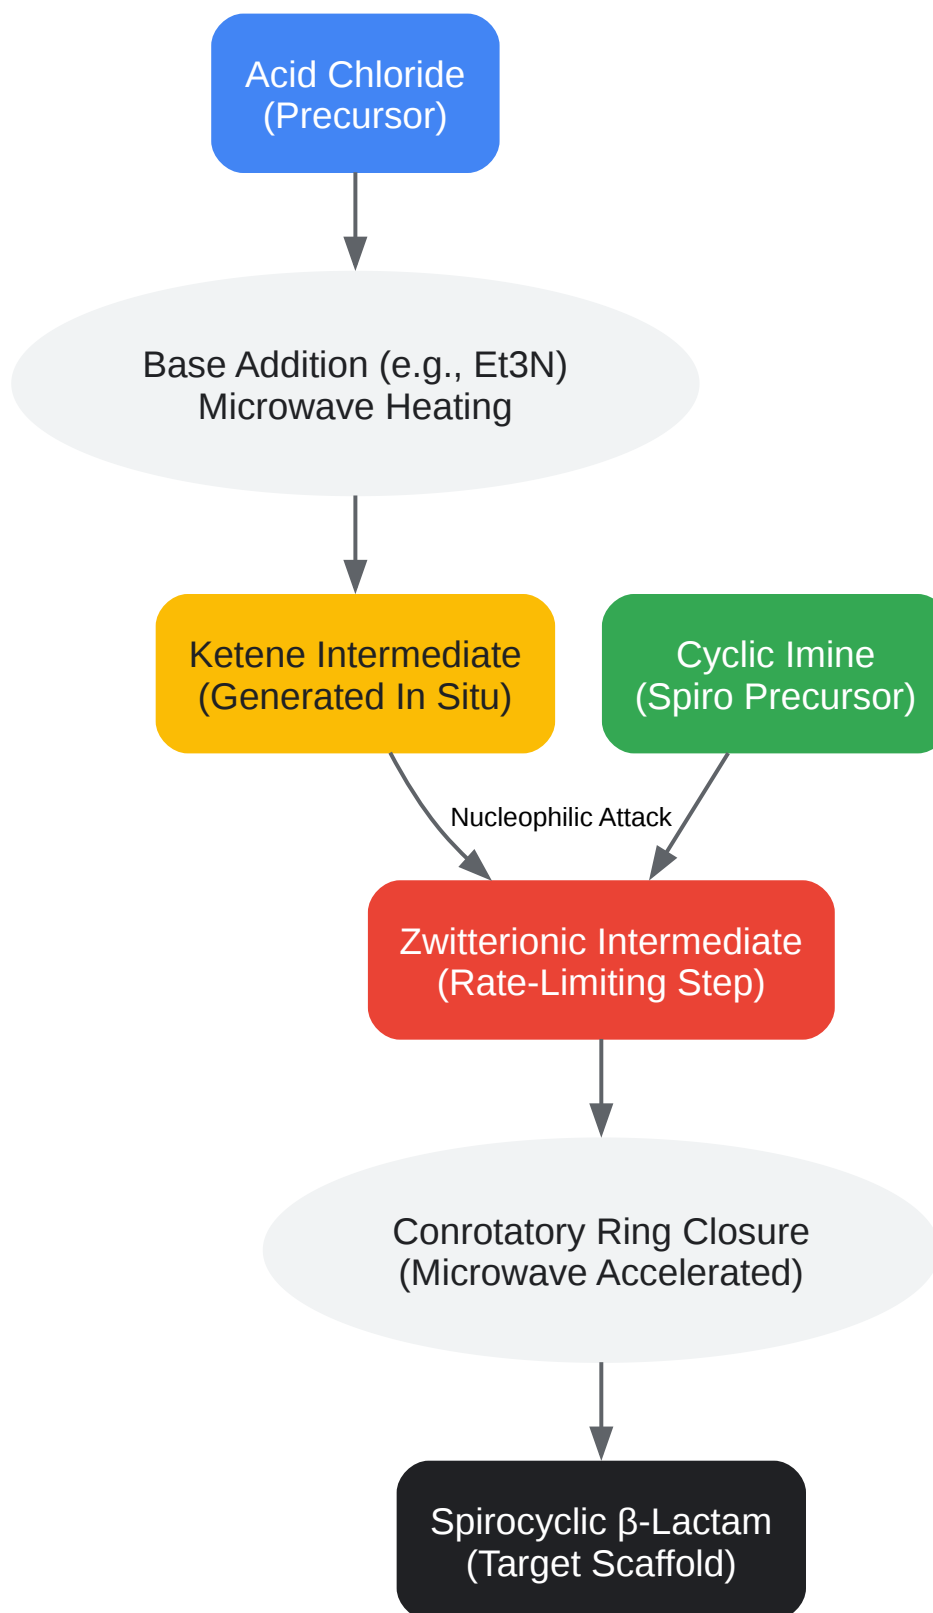 Acid Chloride
(Precursor)
Base Addition (e.g., Et3N)
Microwave Heating
Ketene Intermediate
(Generated In Situ)
Cyclic Imine
(Spiro Precursor)
Nucleophilic Attack
Zwitterionic Intermediate
(Rate-Limiting Step)
Conrotatory Ring Closure
(Microwave Accelerated)
Spirocyclic β-Lactam
(Target Scaffold)